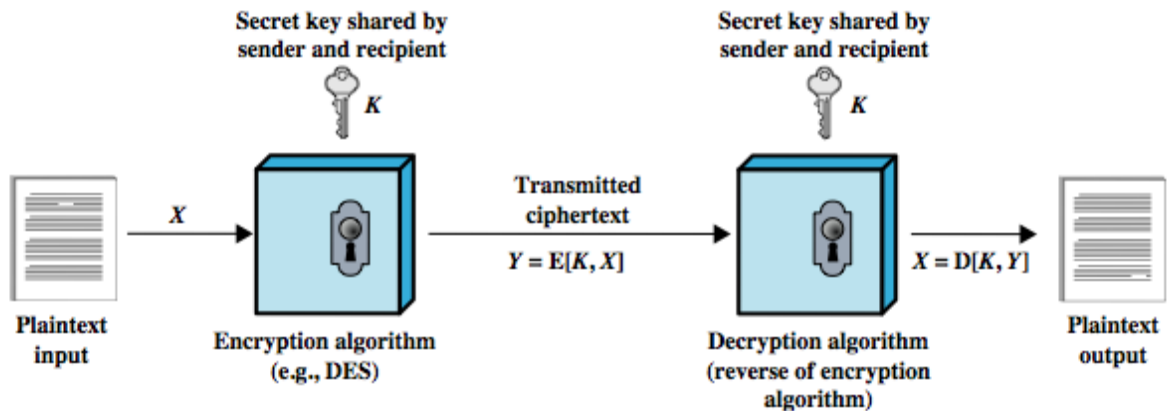 Secret key shared by
sender and recipient
K
Secret key shared by
sender and recipient
K
X
Transmitted
ciphertext
Y = E[K, X]
X = D[K, Y]
Plaintext
input
Encryption algorithm
(e.g., DES)
Decryption algorithm
(reverse of encryption
algorithm)
Plaintext
output